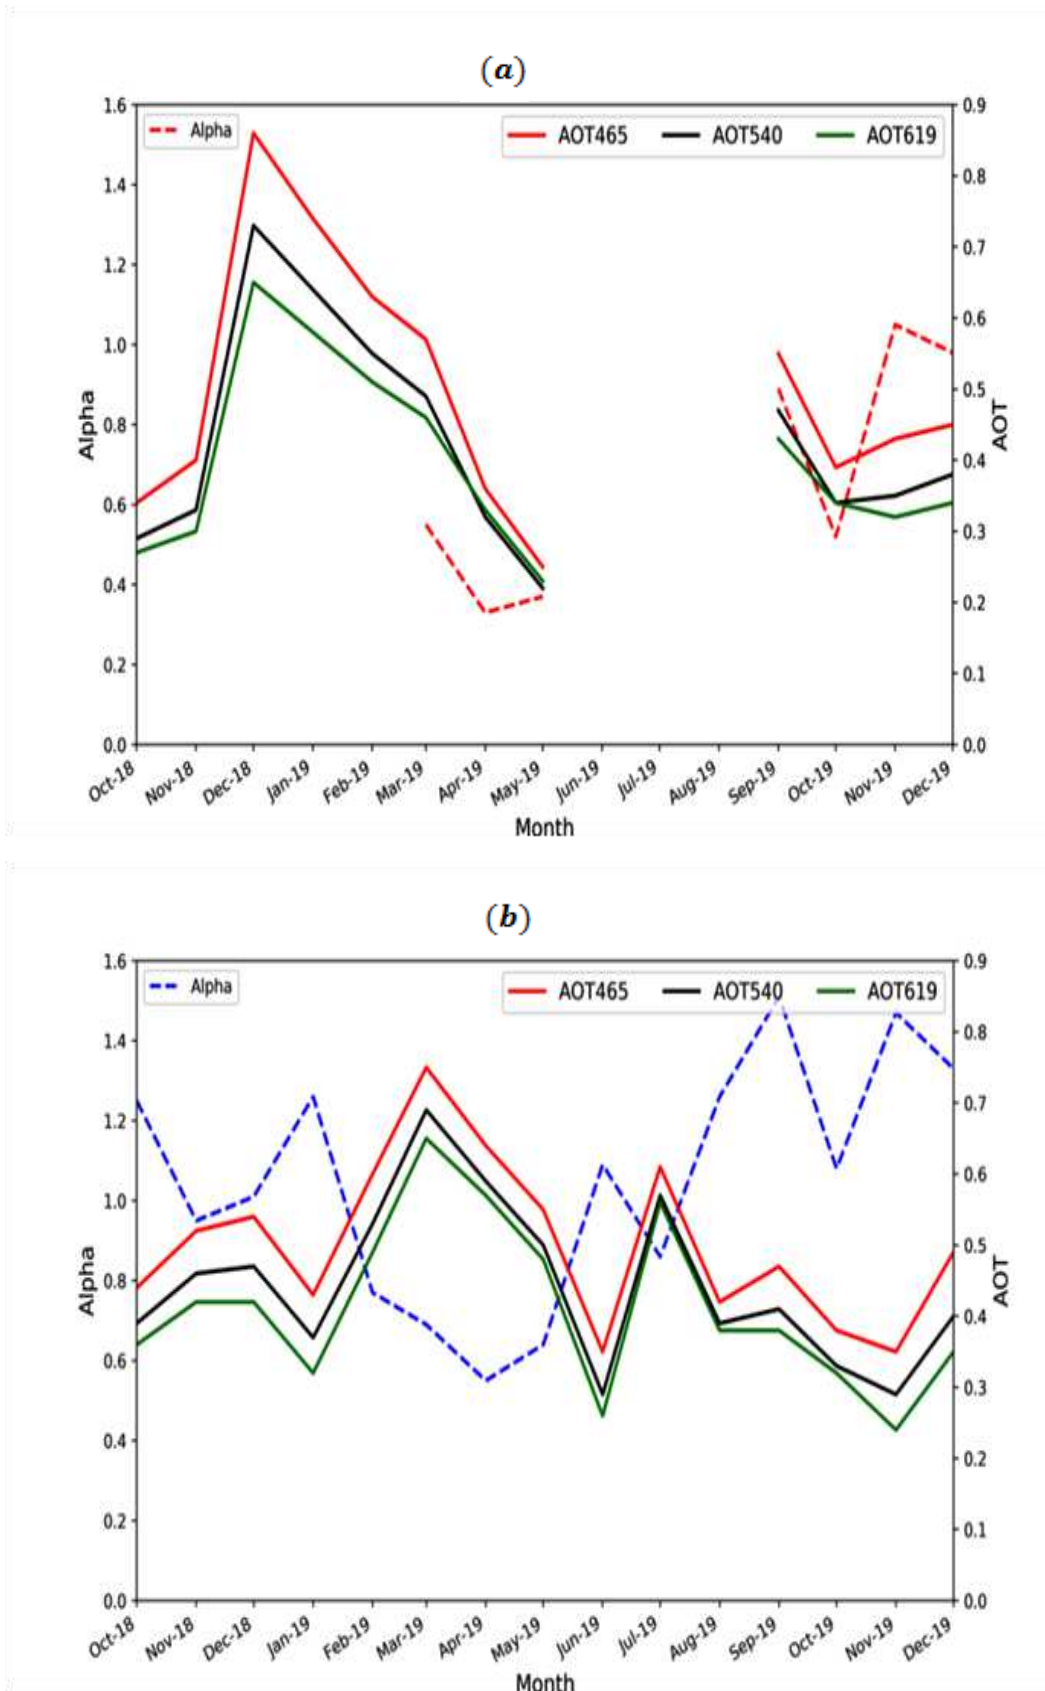 (a)
1.6
1.4
1.2
1.0
0.8
0.6
0.4
0.2
0.0
Alpha
Alpha
AOT465 AOT540 AOT619
0.9
0.8
0.7
0.6
0.5
0.4
0.3
0.2
0.1
0.0
AOT
Oct-18 Nov-18 Dec-18 Jan-19 Feb-19 Mar-19 Apr-19 May-19 Jun-19 Jul-19 Aug-19 Sep-19 Oct-19 Nov-19 Dec-19
Month
(b)
1.6
1.4
1.2
1.0
0.8
0.6
0.4
0.2
0.0
Alpha
Alpha
AOT465 AOT540 AOT619
0.9
0.8
0.7
0.6
0.5
0.4
0.3
0.2
0.1
0.0
AOT
Oct-18 Nov-18 Dec-18 Jan-19 Feb-19 Mar-19 Apr-19 May-19 Jun-19 Jul-19 Aug-19 Sep-19 Oct-19 Nov-19 Dec-19
Month